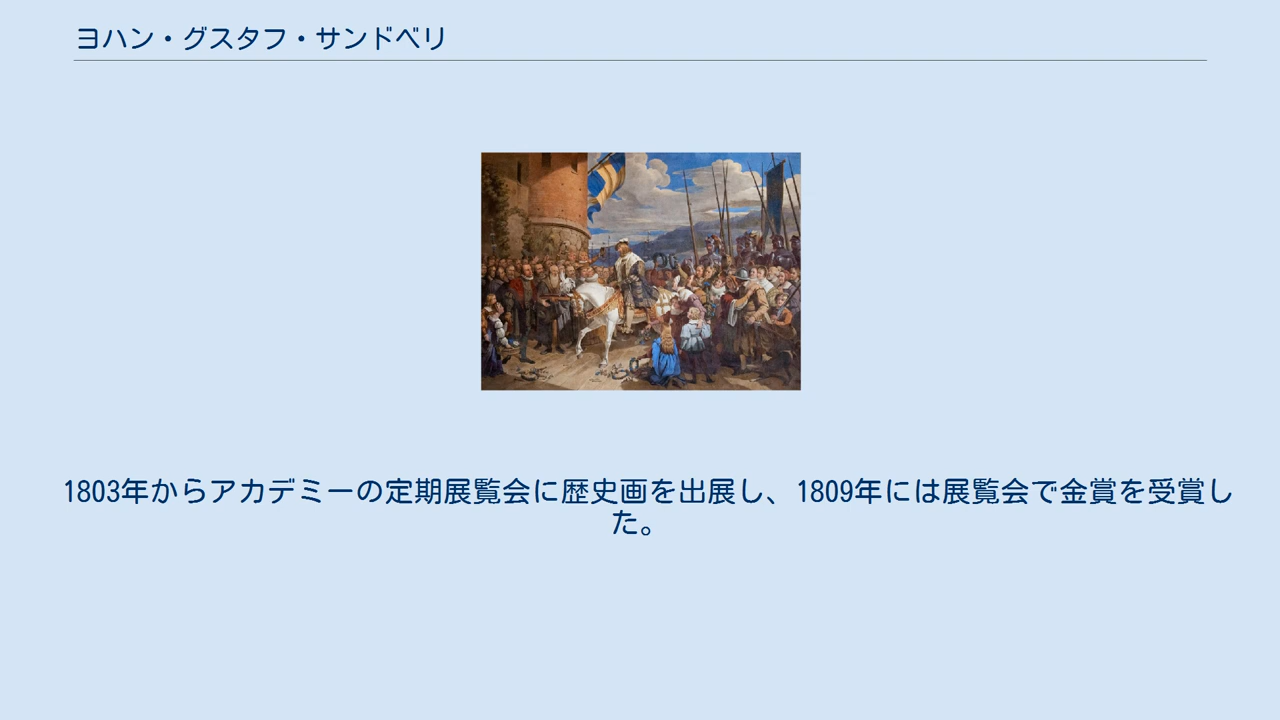 ヨハン・グスタフ・サンドベリ
1803年からアカデミーの定期展覧会に歴史画を出展し、1809年には展覧会で金賞を受賞し
た。